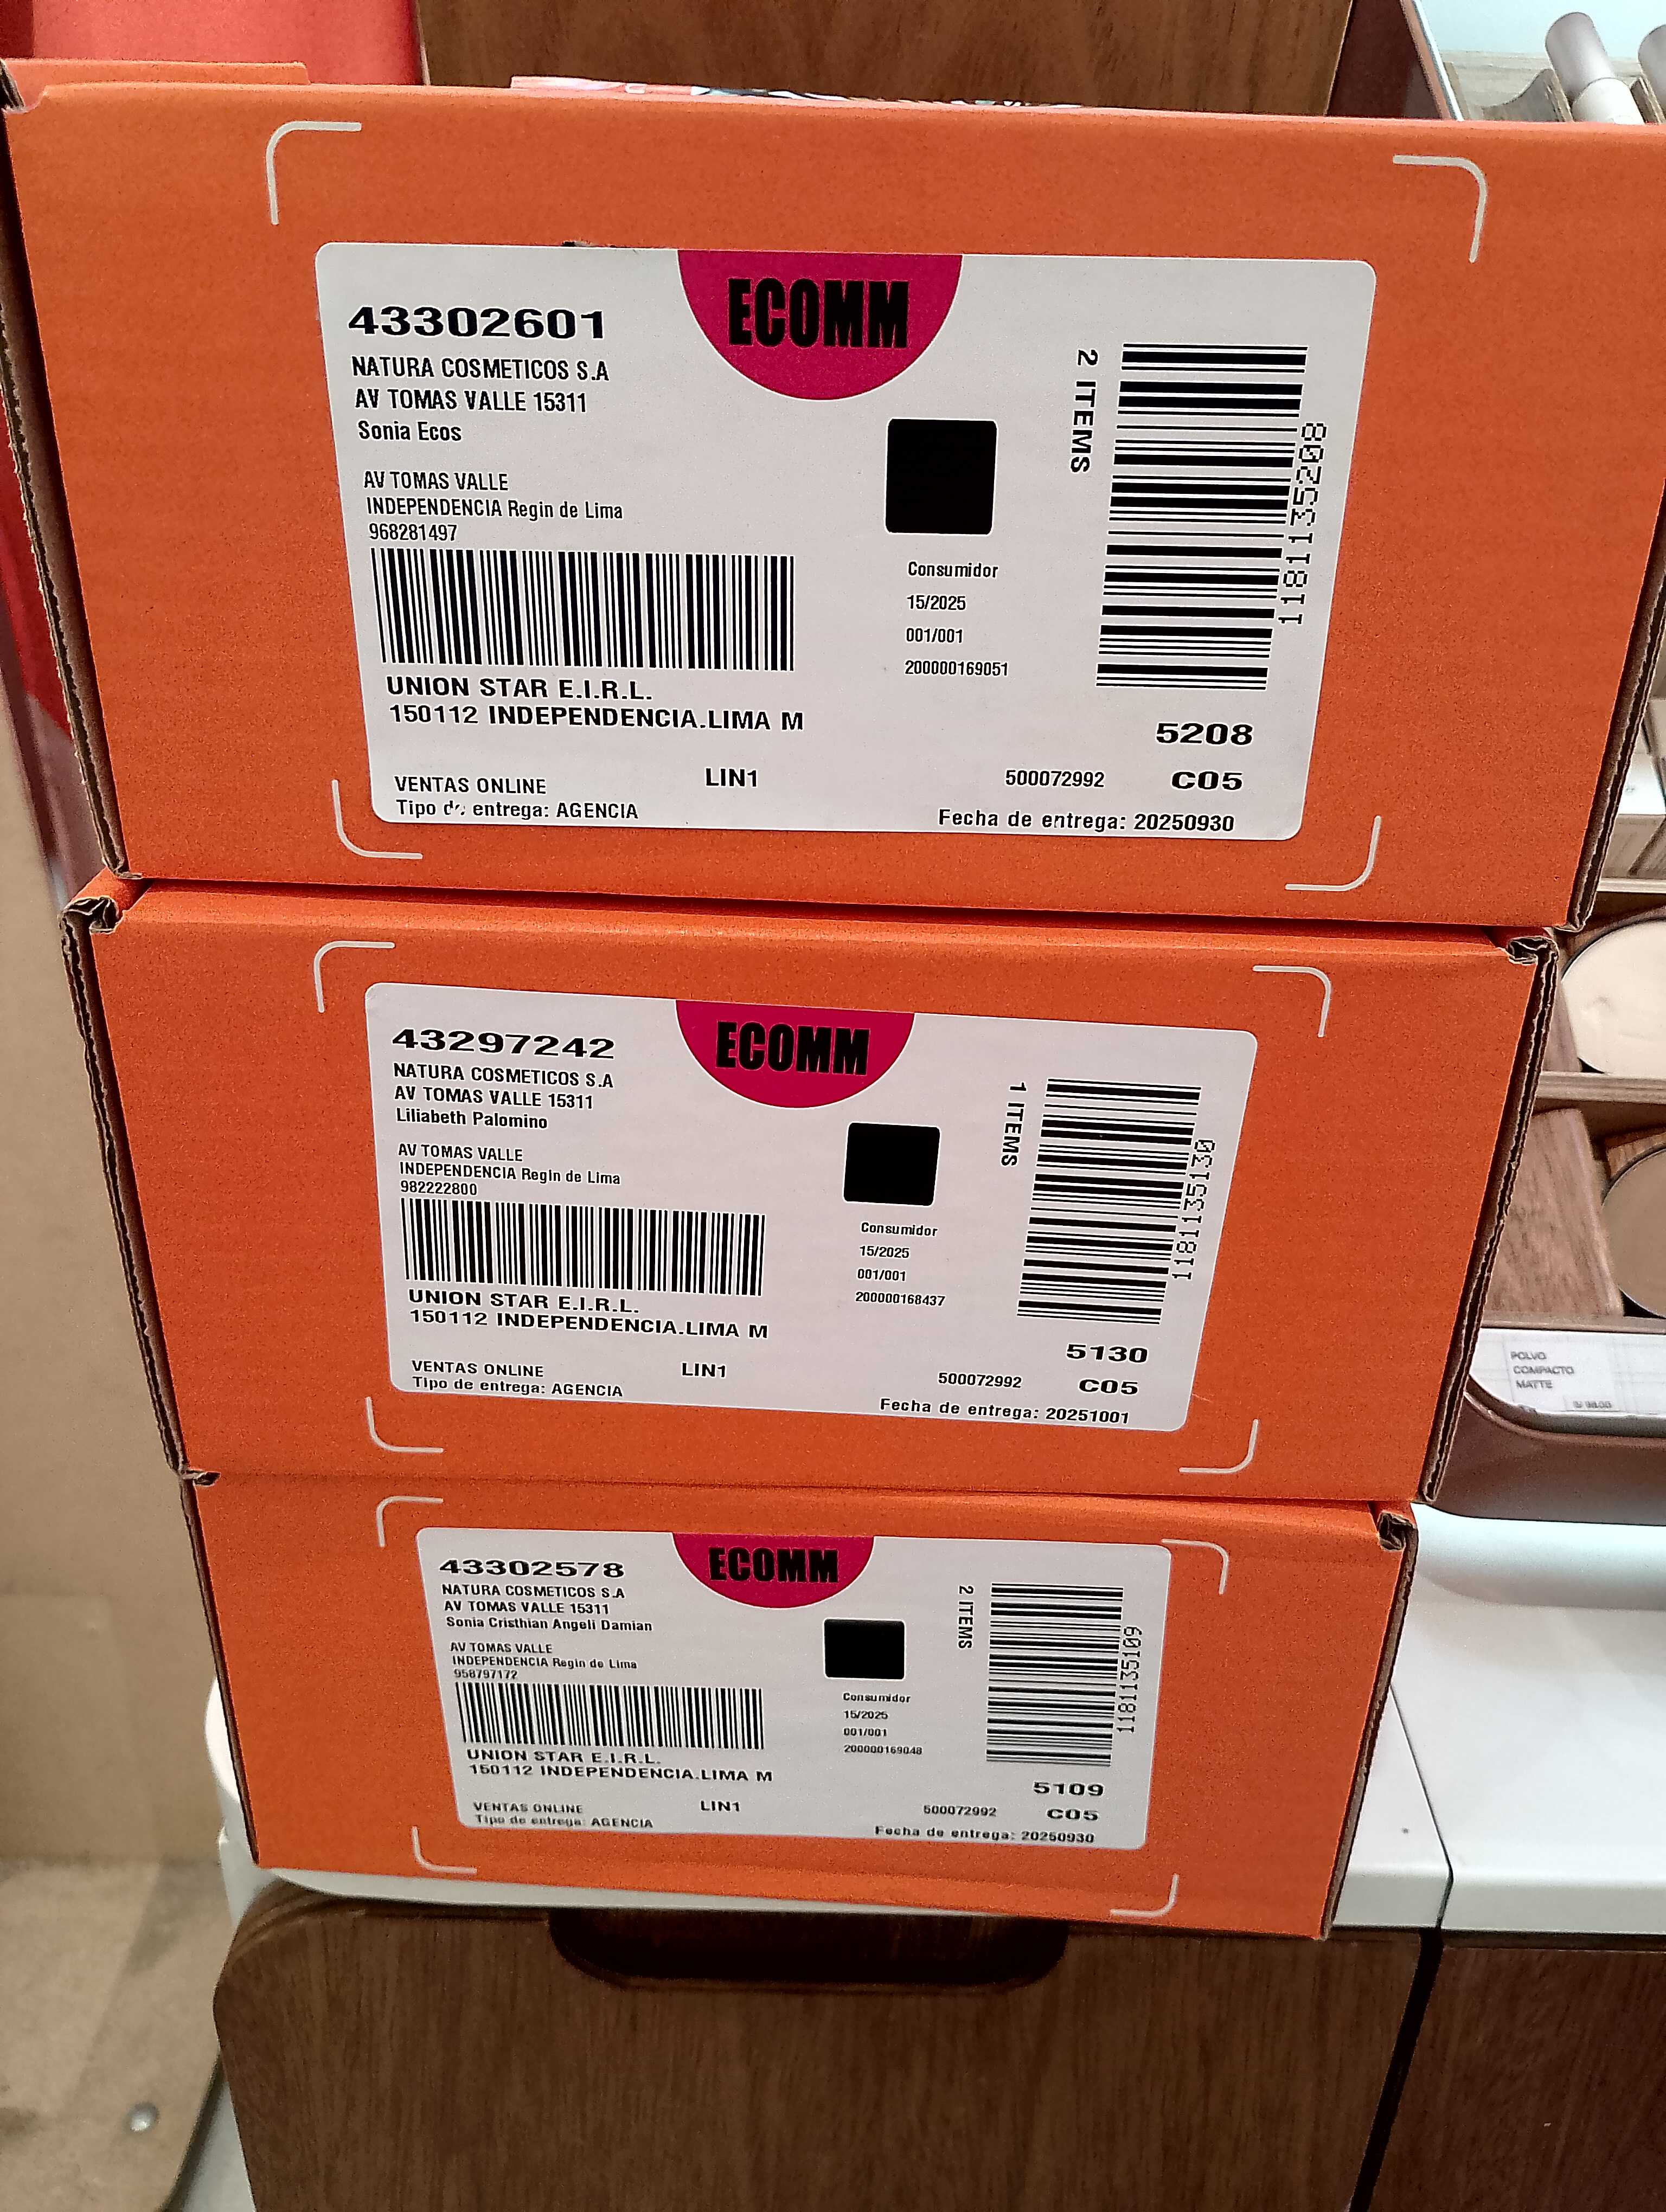 ECOMM
43302601
NATURA COSMETICOS S.A
AV TOMAS VALLE 15311
Sonia Ecos
AV TOMAS VALLE
INDEPENDENCIA Regin de Lima
968281497
UNION STAR E.I.R.L.
150112 INDEPENDENCIA.LIMA M
VENTAS ONLINE
LIN1
Tipo de entrega: AGENCIA
Consumidor
15/2025
001/001
200000169051
2 ITEMS
1181135208
5208
500072992
C05
Fecha de entrega: 20250930
ECOMM
43297242
NATURA COSMETICOS S.A
AV TOMAS VALLE 15311
Liliabeth Palomino
AV TOMAS VALLE
INDEPENDENCIA Regin de Lima
982222800
UNION STAR E.I.R.L.
150112 INDEPENDENCIA.LIMA M
VENTAS ONLINE
LIN1
Tipo de entrega: AGENCIA
Consumidor
15/2025
001/001
200000168437
1 ITEMS
1181135130
5130
500072992
C05
Fecha de entrega: 20251001
ECOMM
43302578
NATURA COSMETICOS S.A
AV TOMAS VALLE 15311
Sonia Cristhian Angeli Damian
AV TOMAS VALLE
INDEPENDENCIA Regin de Lima
958797172
UNION STAR E.I.R.L.
150112 INDEPENDENCIA.LIMA M
VENTAS ONLINE
LIN1
Tipo de entrega: AGENCIA
Consumidor
15/2025
001/001
200000169048
2 ITEMS
1181135109
5109
500072992
C05
Fecha de entrega: 20250930
POLVO
COMPACTO
MATTE
S/ 98.00